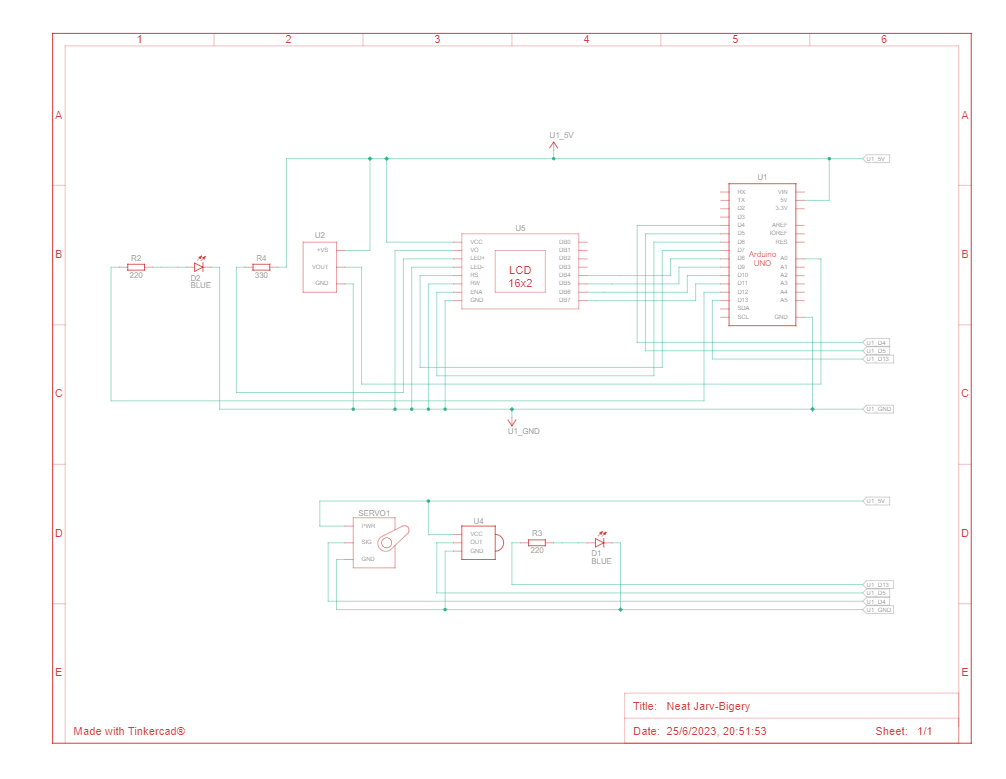 1 2 3 4 5 6
A A
U1_5V
U1_5V
U1
RX VIN
TX 5V
D2 3.3V
D3
D4 AREF
D5 IOREF
D6 RES
D7
D8 A0
D9 A1
D10 A2
D11 A3
D12 A4
D13 A5
SDA
SCL GND
Arduino
UNO
B B
U2
+VS
VOUT
GND
U5
VCC DB0
VO DB1
LED+ DB2
LED- DB3
RS DB4
RW DB5
ENA DB6
GND DB7
LCD
16x2
R2
220
D2
BLUE
R4
330
U1_D4
U1_D5
U1_D13
C C
U1_GND
U1_GND
U1_5V
SERVO1
PWR
SIG
GND
U4
VCC
OUT
GND
R3
220
D1
BLUE
D D
U1_D13
U1_D5
U1_D4
U1_GND
E E
Title: Neat Jarv-Bigery
Made with Tinkercad®
Date: 25/6/2023, 20:51:53 Sheet: 1/1